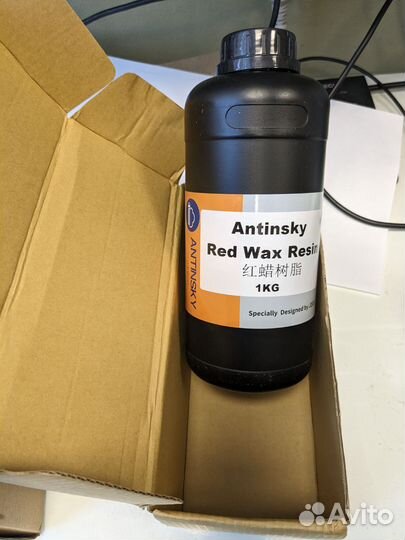 Antinsky
Red Wax Resin
红蜡树脂
1KG
Specially Designed by
ANTINSKY
Avito